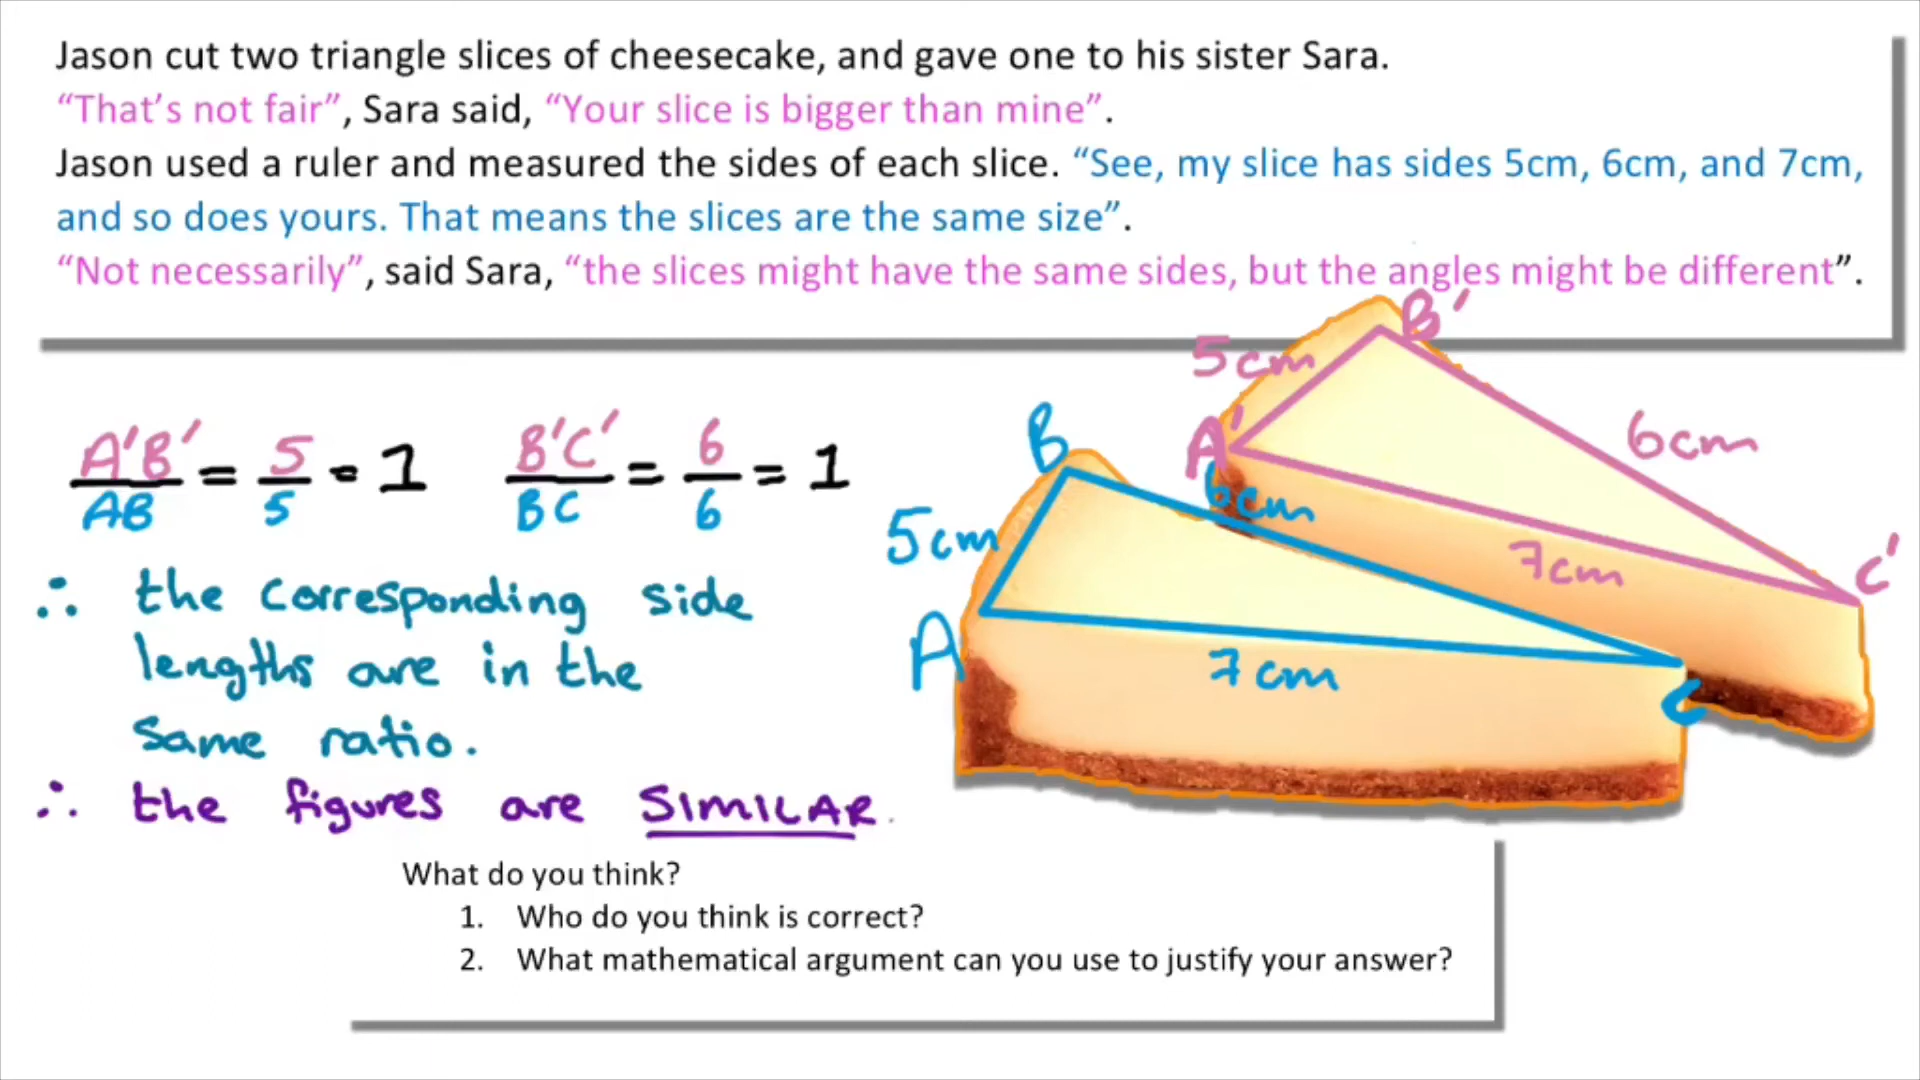 Jason cut two triangle slices of cheesecake, and gave one to his sister Sara.
“That’s not fair”, Sara said, “Your slice is bigger than mine”.
Jason used a ruler and measured the sides of each slice. “See, my slice has sides 5cm, 6cm, and 7cm,
and so does yours. That means the slices are the same size”.
“Not necessarily”, said Sara, “the slices might have the same sides, but the angles might be different”.
A'B'/AB = 5/5 = 1 B'C'/BC = 6/6 = 1
∴ the corresponding side
lengths are in the
same ratio.
∴ the figures are SIMILAR.
B'
5cm
A'
6cm
7cm
C'
B
6cm
5cm
A
7cm
C
What do you think?
1. Who do you think is correct?
2. What mathematical argument can you use to justify your answer?